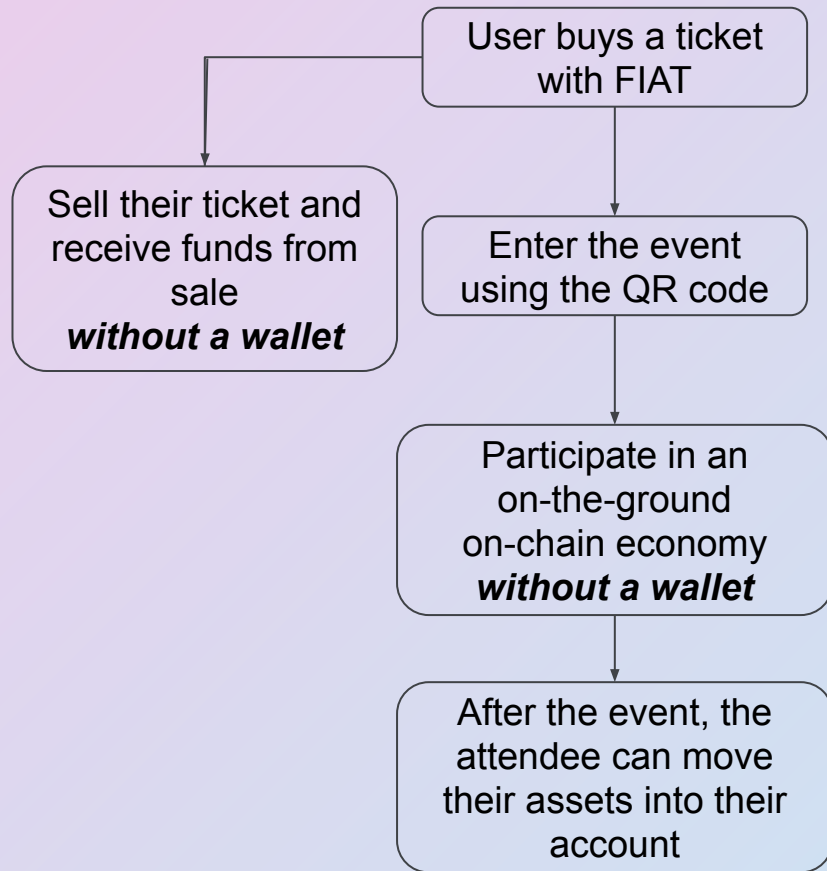 User buys a ticket
with FIAT
Sell their ticket and
receive funds from
sale
without a wallet
Enter the event
using the QR code
Participate in an
on-the-ground
on-chain economy
without a wallet
After the event, the
attendee can move
their assets into their
account